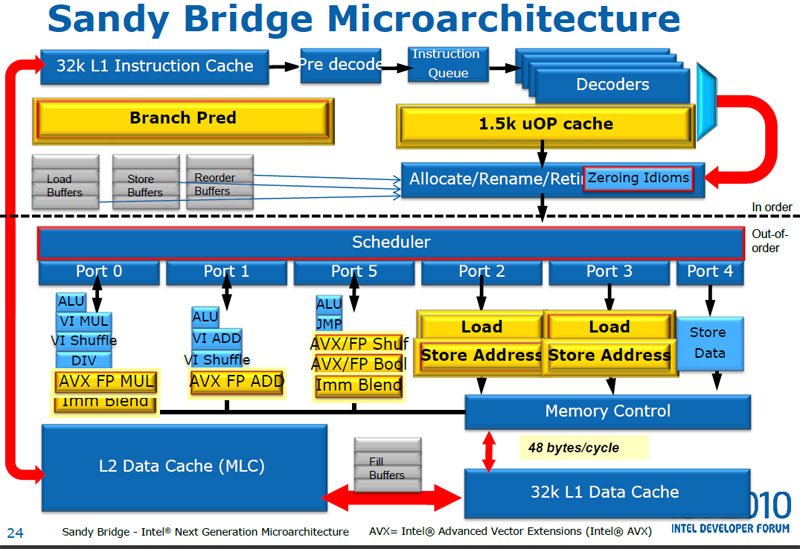 Sandy Bridge Microarchitecture
32k L1 Instruction Cache
Pre decode
Instruction
Queue
Decoders
Branch Pred
1.5k uOP cache
Load
Buffers
Store
Buffers
Reorder
Buffers
Allocate/Rename/Reti
Zeroing Idioms
In order
Scheduler
Out-of-
order
Port 0
Port 1
Port 5
Port 2
Port 3
Port 4
ALU
VI MUL
VI Shuffle
DIV
AVX FP MUL
Imm Blend
ALU
VI ADD
VI Shuffle
AVX FP ADD
ALU
JMP
AVX/FP Shuf
AVX/FP Bool
Imm Blend
Load
Store Address
Load
Store Address
Store
Data
Memory Control
48 bytes/cycle
L2 Data Cache (MLC)
Fill
Buffers
32k L1 Data Cache
010
INTEL DEVELOPER FORUM
24
Sandy Bridge - Intel® Next Generation Microarchitecture
AVX= Intel® Advanced Vector Extensions (Intel® AVX)